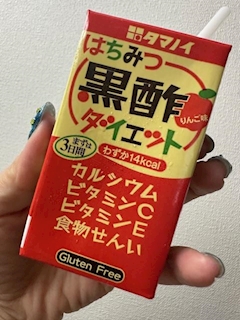 タマノイ
はちみつ
黒酢
りんご味
ダイエット
まずは
3日間
わずか14kcal
カルシウム
ビタミンC
ビタミンE
食物せんい
Gluten Free